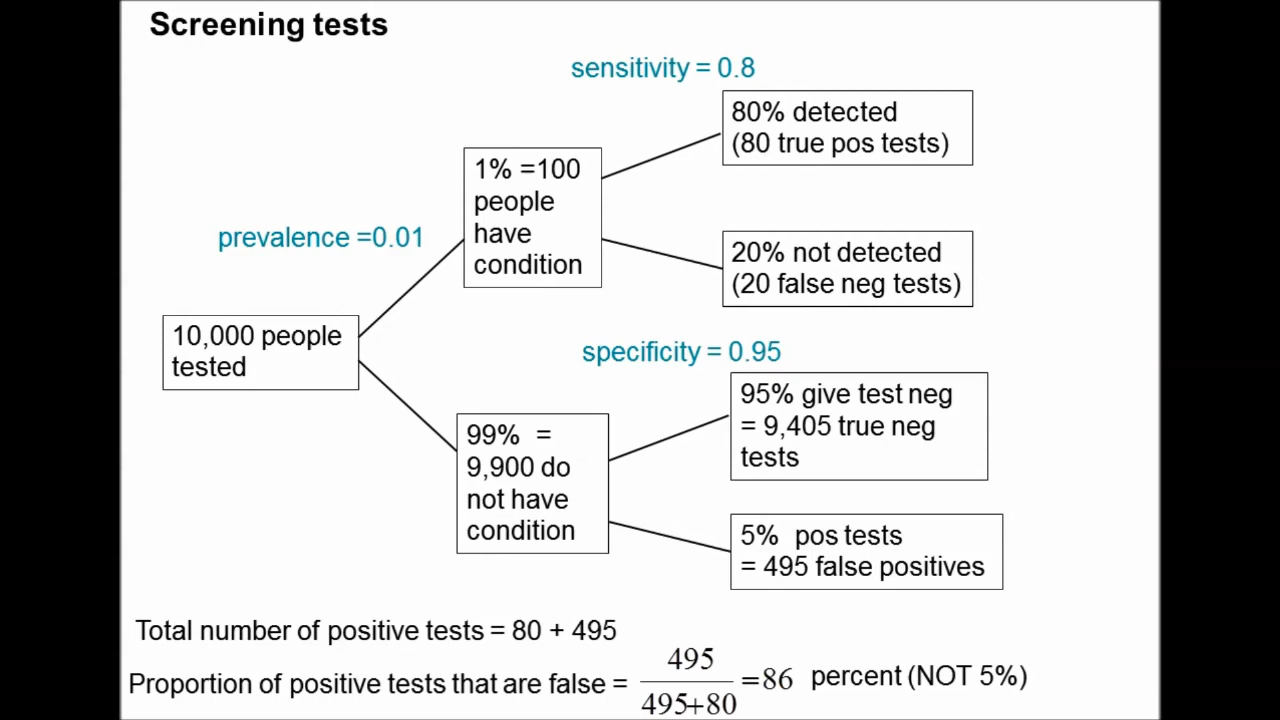 Screening tests
sensitivity = 0.8
80% detected
(80 true pos tests)
1% =100
people
have
condition
prevalence =0.01
20% not detected
(20 false neg tests)
10,000 people
tested
specificity = 0.95
95% give test neg
= 9,405 true neg
tests
99% =
9,900 do
not have
condition
5% pos tests
= 495 false positives
Total number of positive tests = 80 + 495
Proportion of positive tests that are false = 495 / 495+80 = 86 percent (NOT 5%)